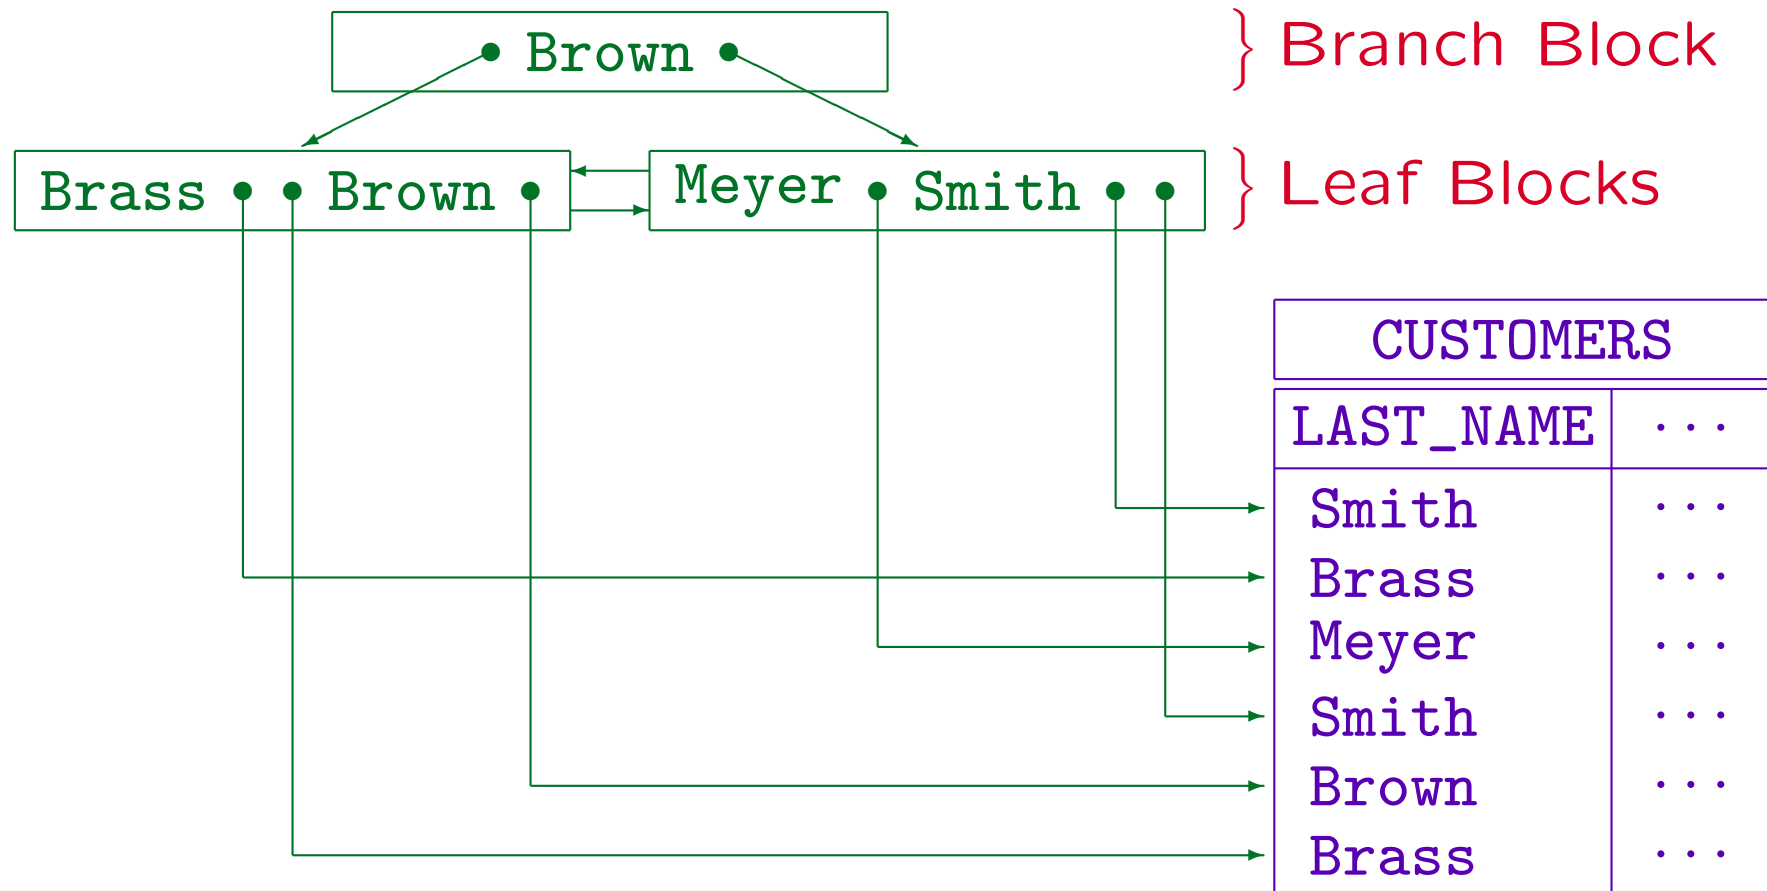 Brown
Branch Block
Brass Brown Meyer Smith
Leaf Blocks
CUSTOMERS
LAST_NAME ···
Smith ···
Brass ···
Meyer ···
Smith ···
Brown ···
Brass ···